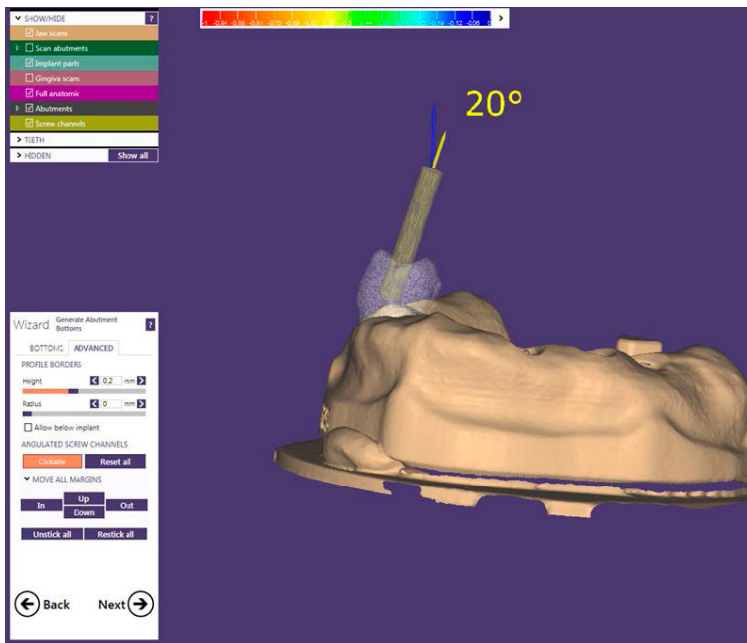 SHOW/HIDE ?
Jaw scans
Scan abutments
Implant parts
Gingiva scans
Full anatomic
Abutments
Screw channels
TEETH
HIDDEN Show all
20°
Wizard Generate Abutment Bottoms ?
BOTTOMS ADVANCED
PROFILE BORDERS
Height 0,2 mm
Radius 0 mm
Allow below implant
ANGULATED SCREW CHANNELS
Clickable Reset all
MOVE ALL MARGINS
In Up Down Out
Unstick all Restick all
Back Next